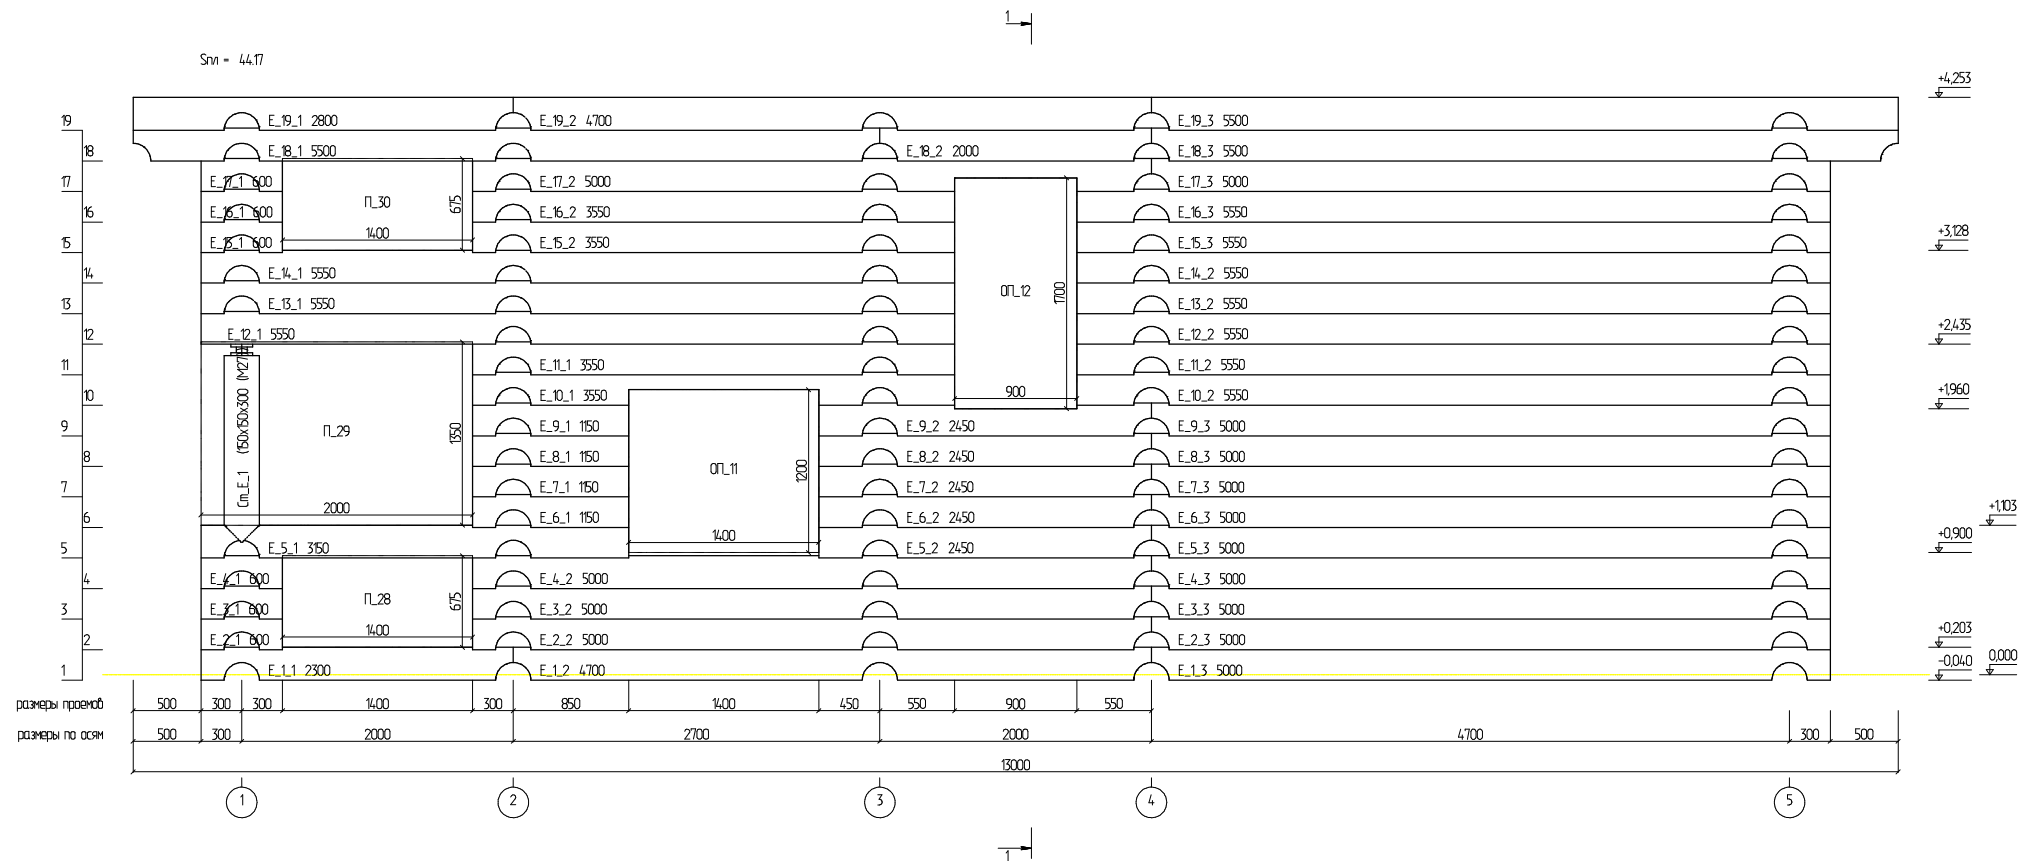 1
Sпл = 44.17
+4,253
19 E_19_1 2800 E_19_2 4700 E_19_3 5500
18 E_18_1 5500 E_18_2 2000 E_18_3 5500
17 E_17_1 600 E_17_2 5000 E_17_3 5000
П_30 675
16 E_16_1 600 E_16_2 3550 E_16_3 5550
1400
+3,128
15 E_15_1 600 E_15_2 3550 E_15_3 5550
14 E_14_1 5550 E_14_2 5550
ОП_12 1700
13 E_13_1 5550 E_13_2 5550
+2,435
12 E_12_1 5550 E_12_2 5550
11 E_11_1 3550 E_11_2 5550
+1,960
10 E_10_1 3550 900 E_10_2 5550
Ст_Е_1 (150х150х300 (М27
9 E_9_1 1150 E_9_2 2450 E_9_3 5000
П_29 1350
8 E_8_1 1150 E_8_2 2450 E_8_3 5000
ОП_11 1200
7 E_7_1 1150 E_7_2 2450 E_7_3 5000
2000
+1,103
6 E_6_1 1150 E_6_2 2450 E_6_3 5000
1400
+0,900
5 E_5_1 3150 E_5_2 2450 E_5_3 5000
4 E_4_1 600 E_4_2 5000 E_4_3 5000
П_28 675
3 E_3_1 600 E_3_2 5000 E_3_3 5000
1400
+0,203
2 E_2_1 600 E_2_2 5000 E_2_3 5000
-0,040 0,000
1 E_1_1 2300 E_1_2 4700 E_1_3 5000
размеры проемов 500 300 300 1400 300 850 1400 450 550 900 550
размеры по осям 500 300 2000 2700 2000 4700 300 500
13000
1 2 3 4 5
1